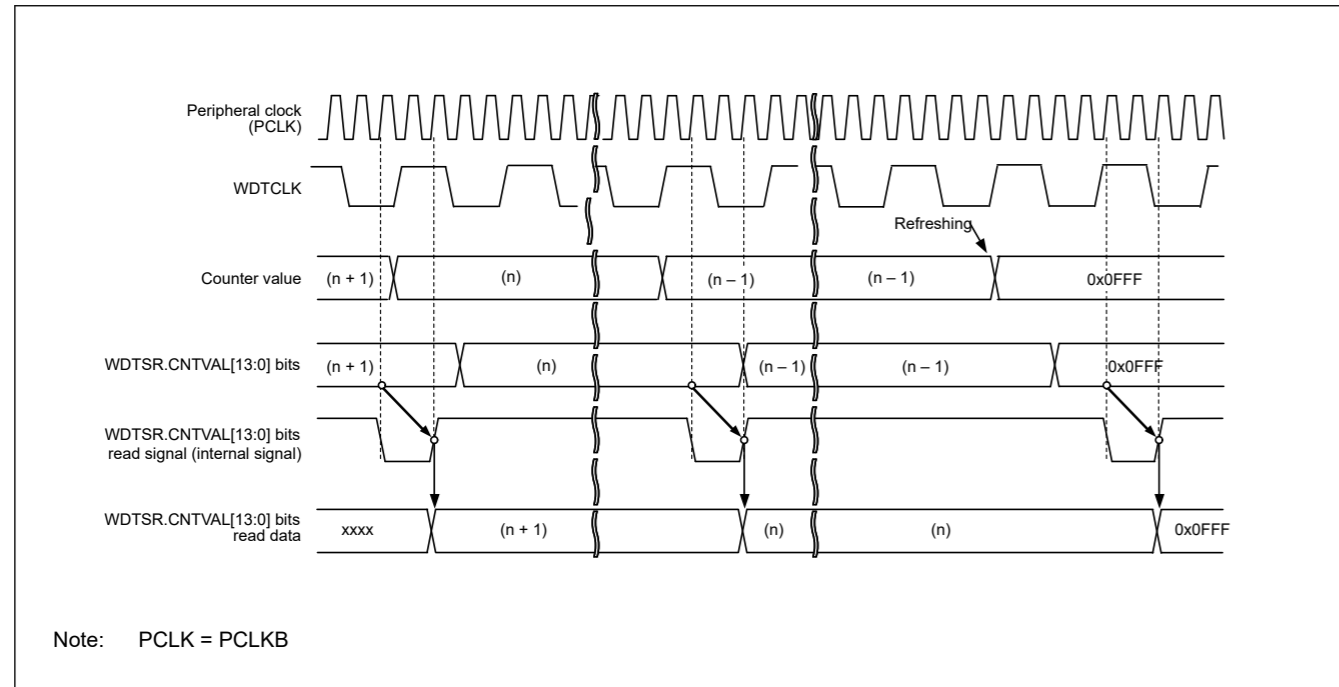 Peripheral clock
(PCLK)
WDTCLK
Refreshing
Counter value
(n + 1)
(n)
(n – 1)
(n – 1)
0x0FFF
WDTSR.CNTVAL[13:0] bits
(n + 1)
(n)
(n – 1)
(n – 1)
0x0FFF
WDTSR.CNTVAL[13:0] bits
read signal (internal signal)
WDTSR.CNTVAL[13:0] bits
read data
xxxx
(n + 1)
(n)
(n)
0x0FFF
Note: PCLK = PCLKB